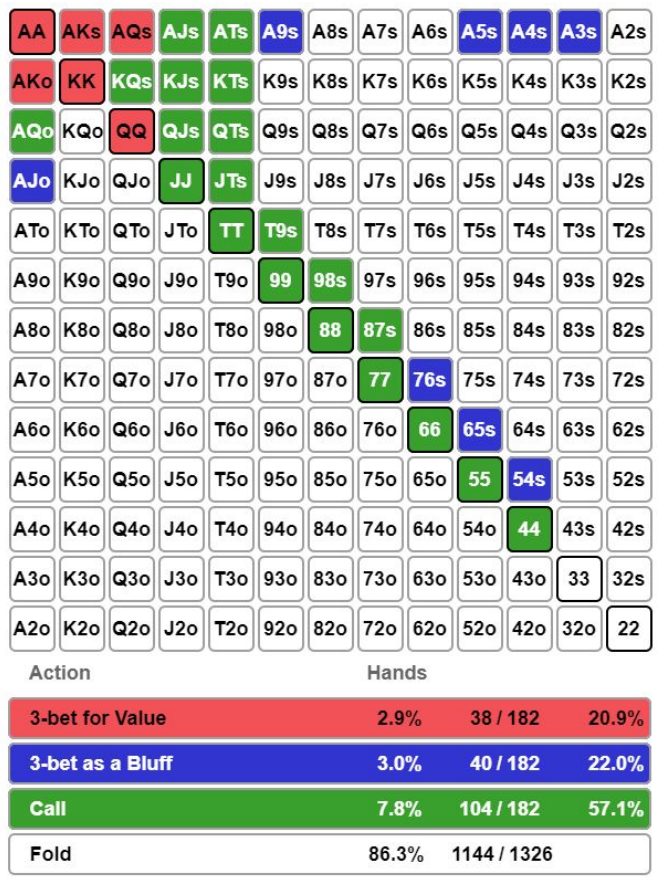 AA AKs AQs AJs ATs A9s A8s A7s A6s A5s A4s A3s A2s
AKo KK KQs KJs KTs K9s K8s K7s K6s K5s K4s K3s K2s
AQo KQo QQ QJs QTs Q9s Q8s Q7s Q6s Q5s Q4s Q3s Q2s
AJo KJo QJo JJ JTs J9s J8s J7s J6s J5s J4s J3s J2s
ATo KTo QTo JTo TT T9s T8s T7s T6s T5s T4s T3s T2s
A9o K9o Q9o J9o T9o 99 98s 97s 96s 95s 94s 93s 92s
A8o K8o Q8o J8o T8o 98o 88 87s 86s 85s 84s 83s 82s
A7o K7o Q7o J7o T7o 97o 87o 77 76s 75s 74s 73s 72s
A6o K6o Q6o J6o T6o 96o 86o 76o 66 65s 64s 63s 62s
A5o K5o Q5o J5o T5o 95o 85o 75o 65o 55 54s 53s 52s
A4o K4o Q4o J4o T4o 94o 84o 74o 64o 54o 44 43s 42s
A3o K3o Q3o J3o T3o 93o 83o 73o 63o 53o 43o 33 32s
A2o K2o Q2o J2o T2o 92o 82o 72o 62o 52o 42o 32o 22
Action Hands
3-bet for Value 2.9% 38 / 182 20.9%
3-bet as a Bluff 3.0% 40 / 182 22.0%
Call 7.8% 104 / 182 57.1%
Fold 86.3% 1144 / 1326